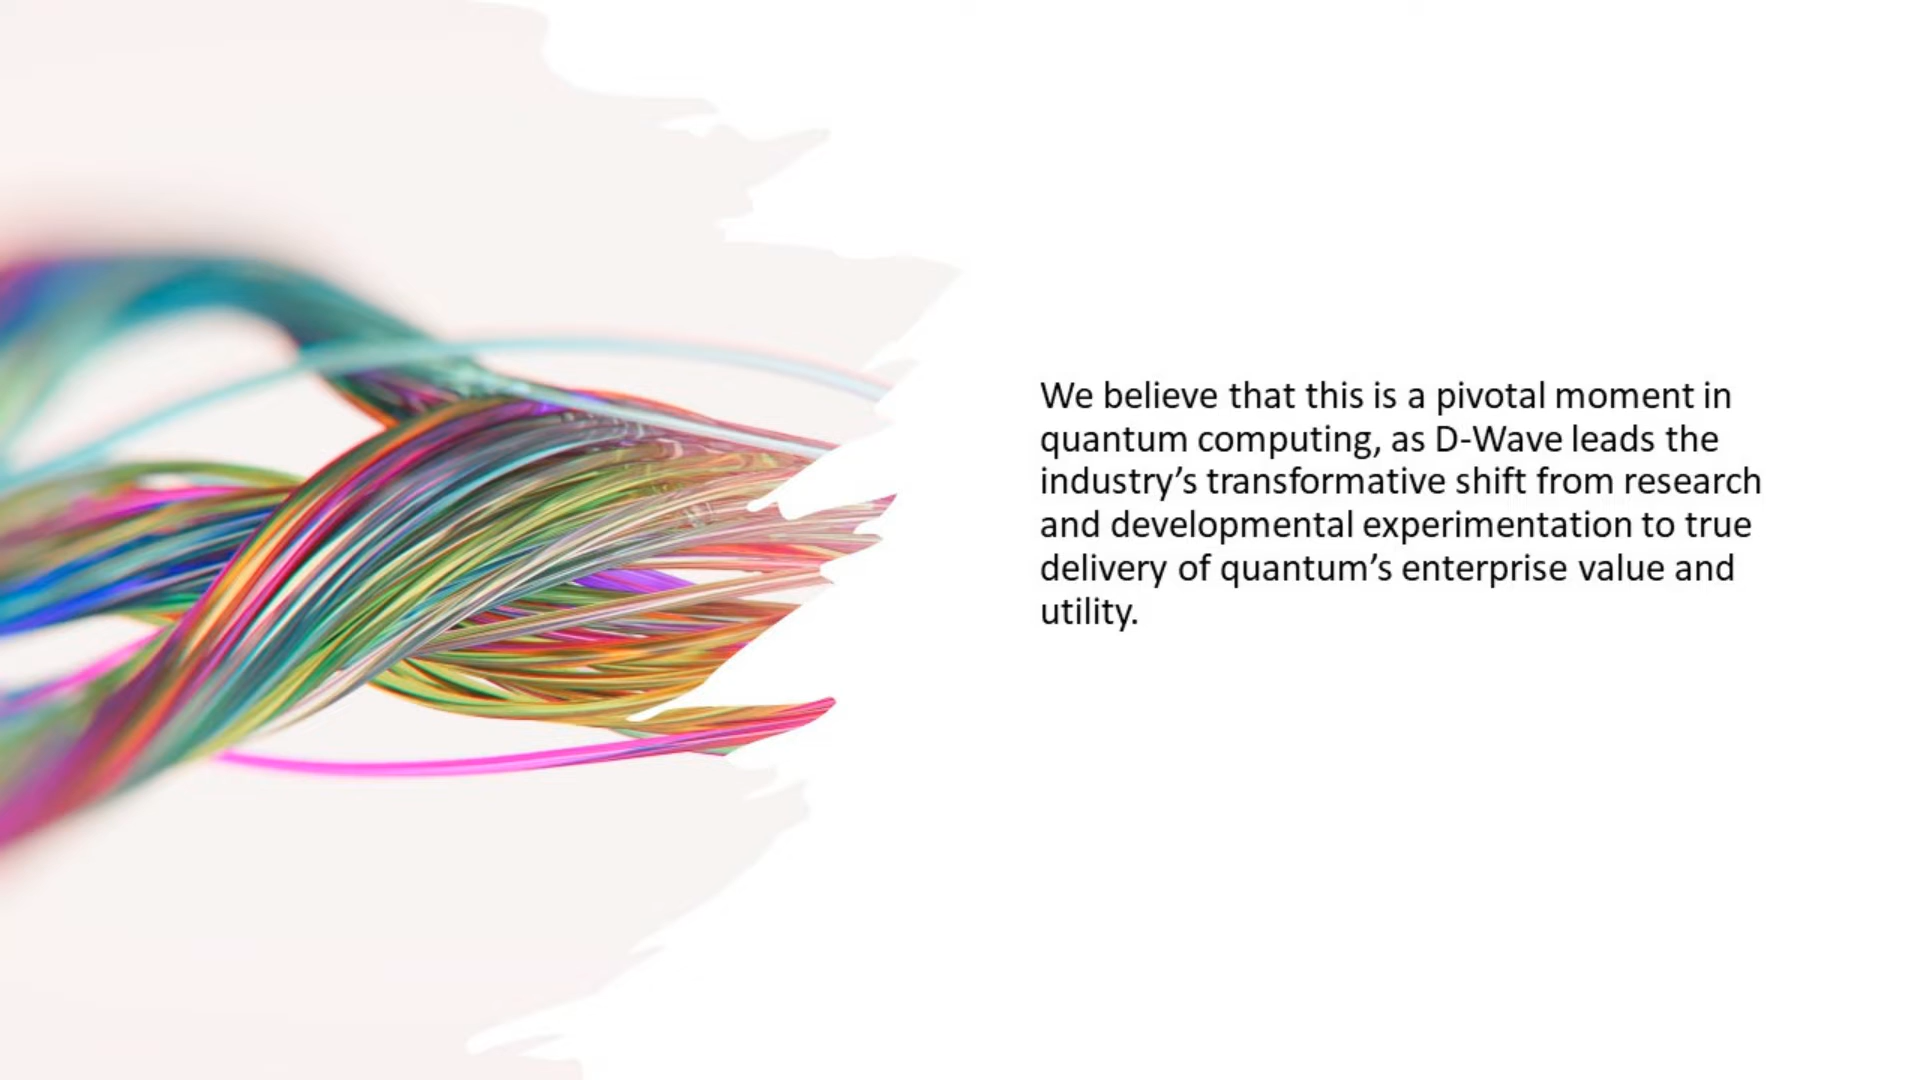 We believe that this is a pivotal moment in
quantum computing, as D-Wave leads the
industry’s transformative shift from research
and developmental experimentation to true
delivery of quantum’s enterprise value and
utility.